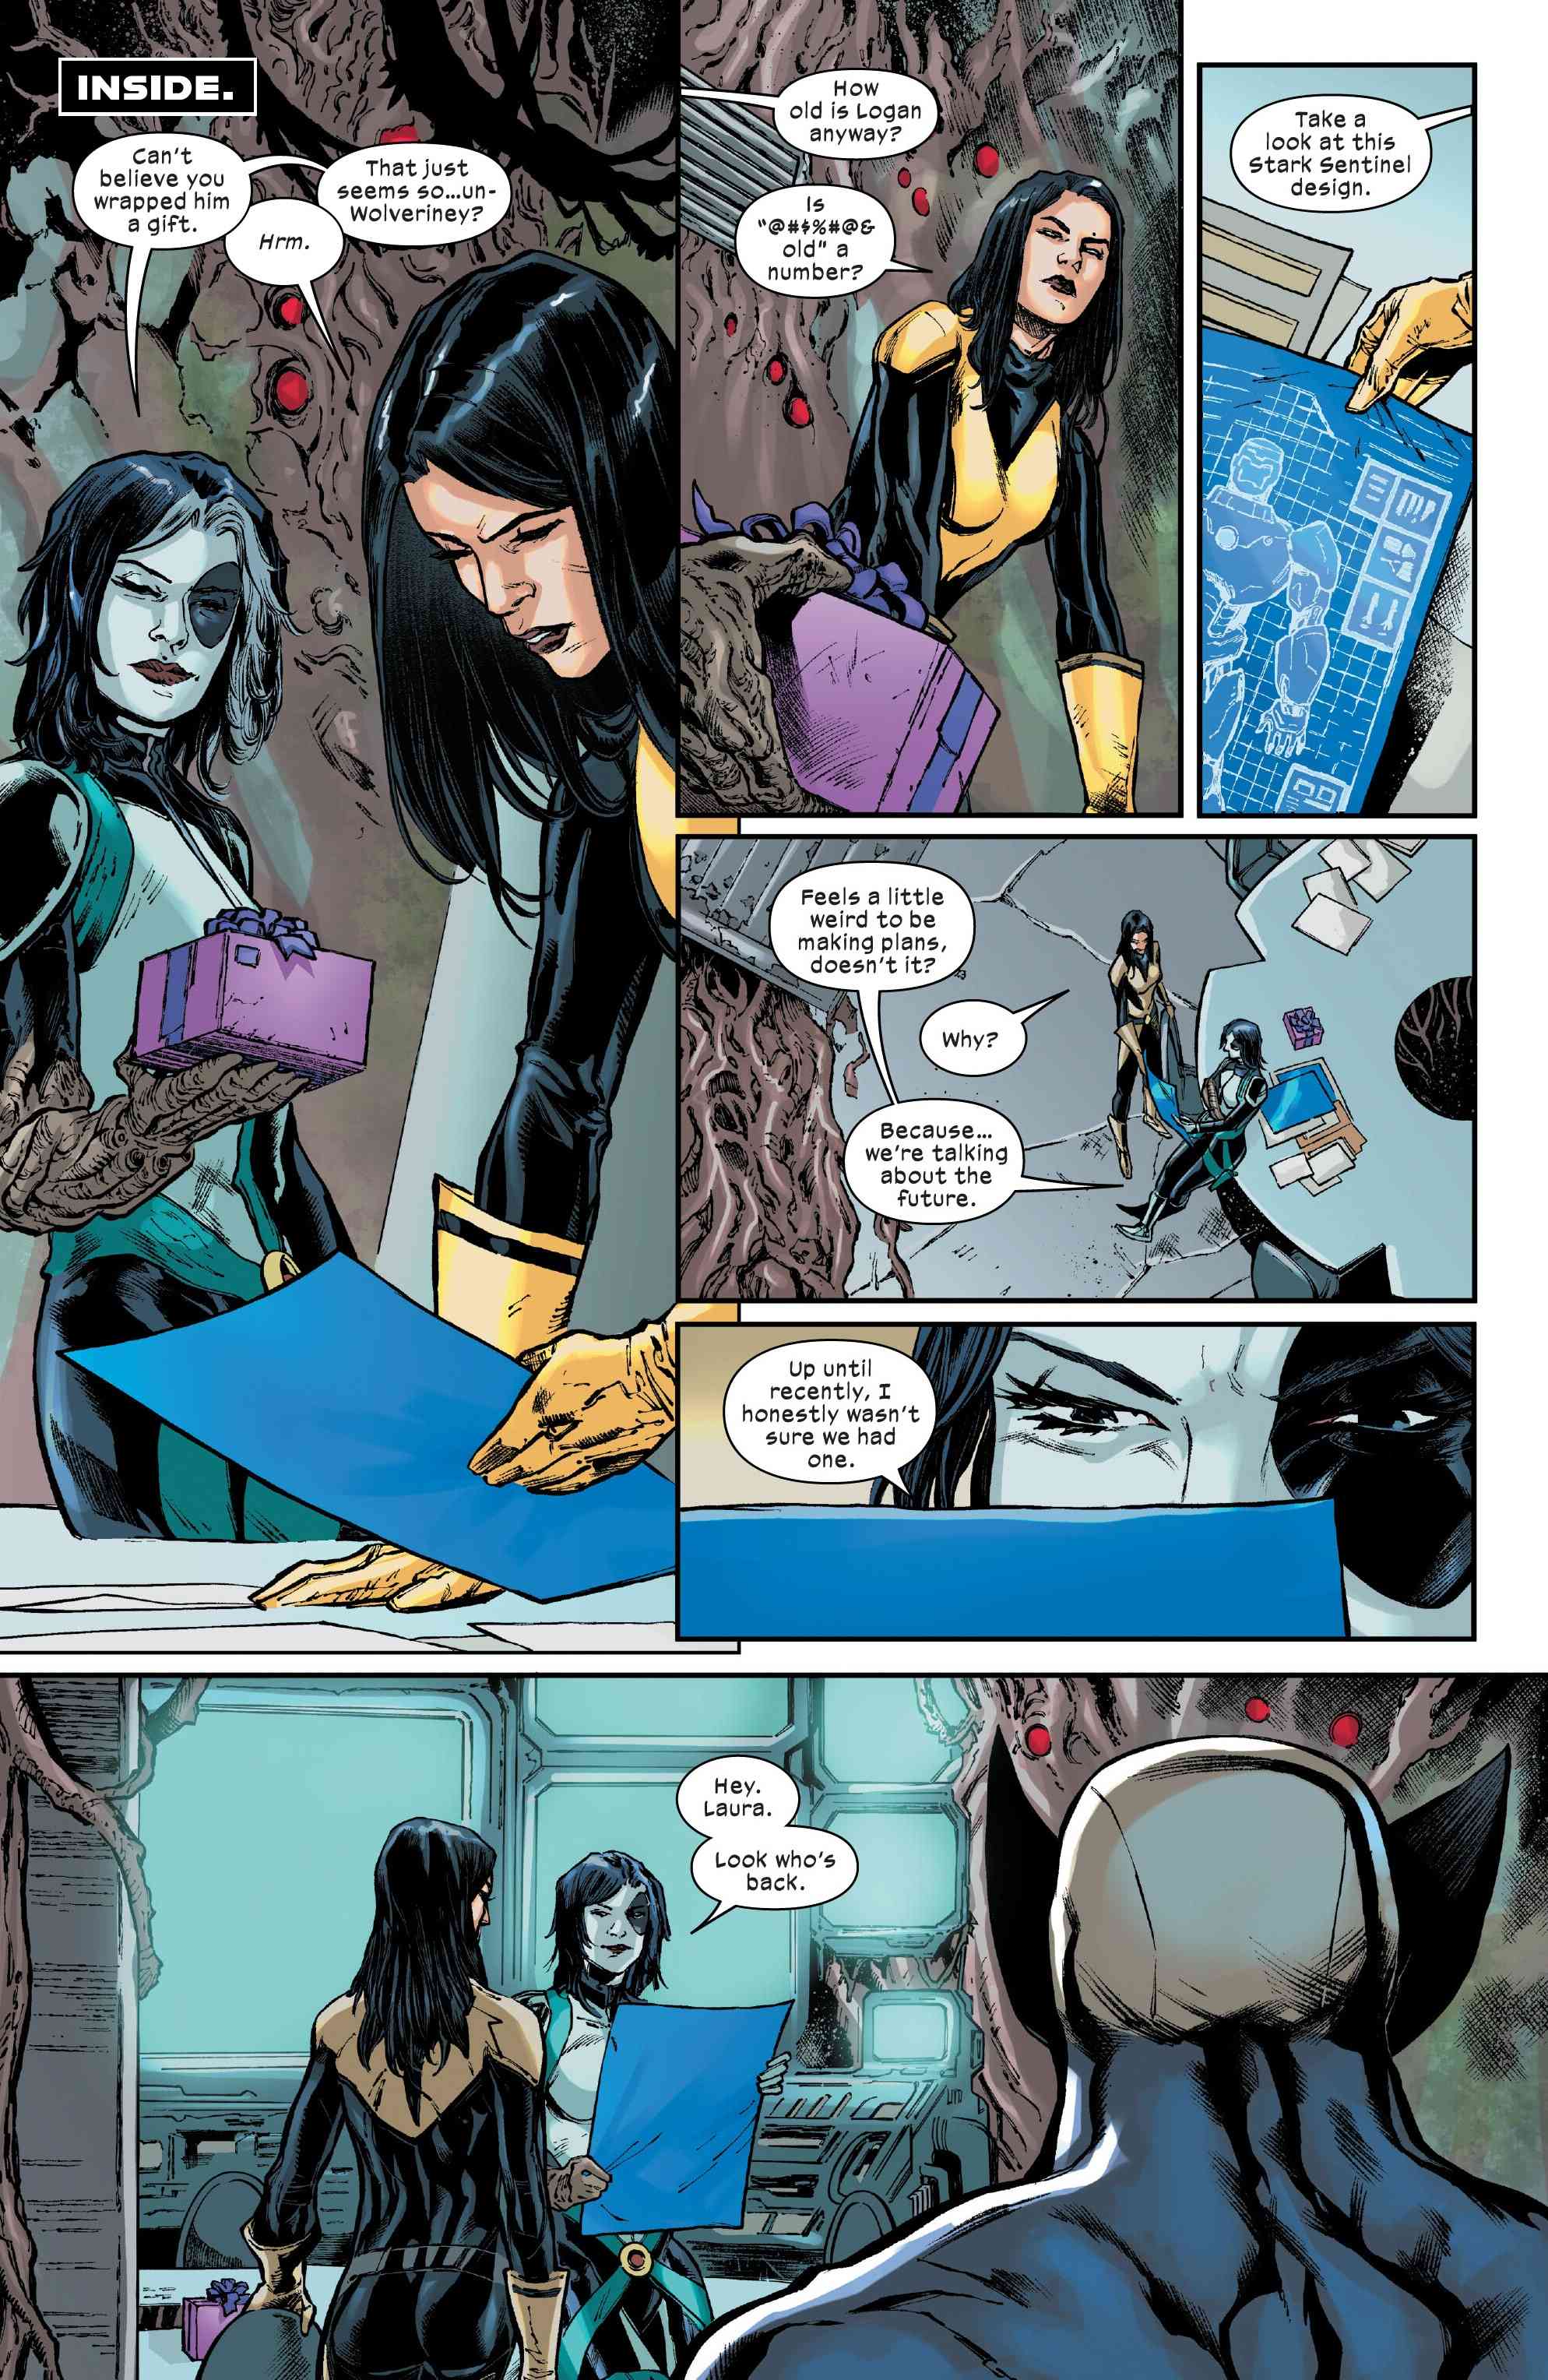 INSIDE.
Can't
believe you
wrapped him
a gift.
Hrm.
That just
seems so...un-
Wolveriney?
How
old is Logan
anyway?
Is
"@#$%#@&
old" a
number?
Take a
look at this
Stark Sentinel
design.
Feels a little
weird to be
making plans,
doesn't it?
Why?
Because...
we're talking
about the
future.
Up until
recently, I
honestly wasn't
sure we had
one.
Hey.
Laura.
Look who's
back.